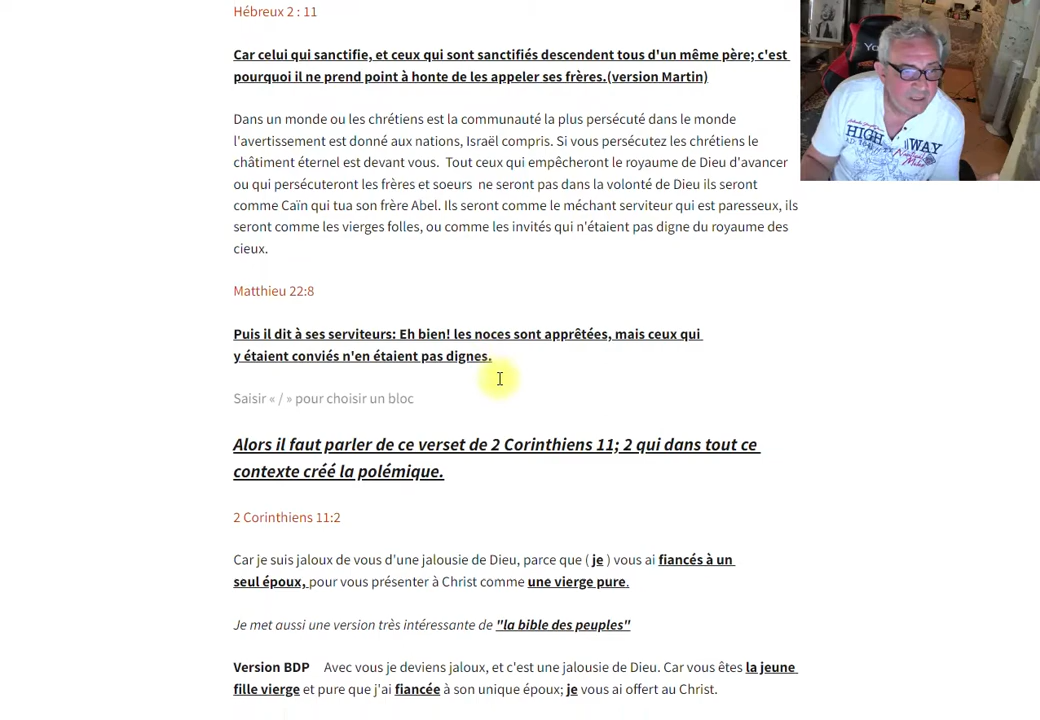 Hébreux 2 : 11
Car celui qui sanctifie, et ceux qui sont sanctifiés descendent tous d'un même père; c'est
pourquoi il ne prend point à honte de les appeler ses frères.(version Martin)
Dans un monde ou les chrétiens est la communauté la plus persécuté dans le monde
l'avertissement est donné aux nations, Israël compris. Si vous persécutez les chrétiens le
châtiment éternel est devant vous.  Tout ceux qui empêcheront le royaume de Dieu d'avancer
ou qui persécuteront les frères et soeurs  ne seront pas dans la volonté de Dieu ils seront
comme Caïn qui tua son frère Abel. Ils seront comme le méchant serviteur qui est paresseux, ils
seront comme les vierges folles, ou comme les invités qui n'étaient pas digne du royaume des
cieux.
Matthieu 22:8
Puis il dit à ses serviteurs: Eh bien! les noces sont apprêtées, mais ceux qui
y étaient conviés n'en étaient pas dignes.
Saisir « / » pour choisir un bloc
Alors il faut parler de ce verset de 2 Corinthiens 11; 2 qui dans tout ce
contexte créé la polémique.
2 Corinthiens 11:2
Car je suis jaloux de vous d'une jalousie de Dieu, parce que ( je ) vous ai fiancés à un
seul époux, pour vous présenter à Christ comme une vierge pure.
Je met aussi une version très intéressante de "la bible des peuples"
Version BDP    Avec vous je deviens jaloux, et c'est une jalousie de Dieu. Car vous êtes la jeune
fille vierge et pure que j'ai fiancée à son unique époux; je vous ai offert au Christ.
HIGH WAY